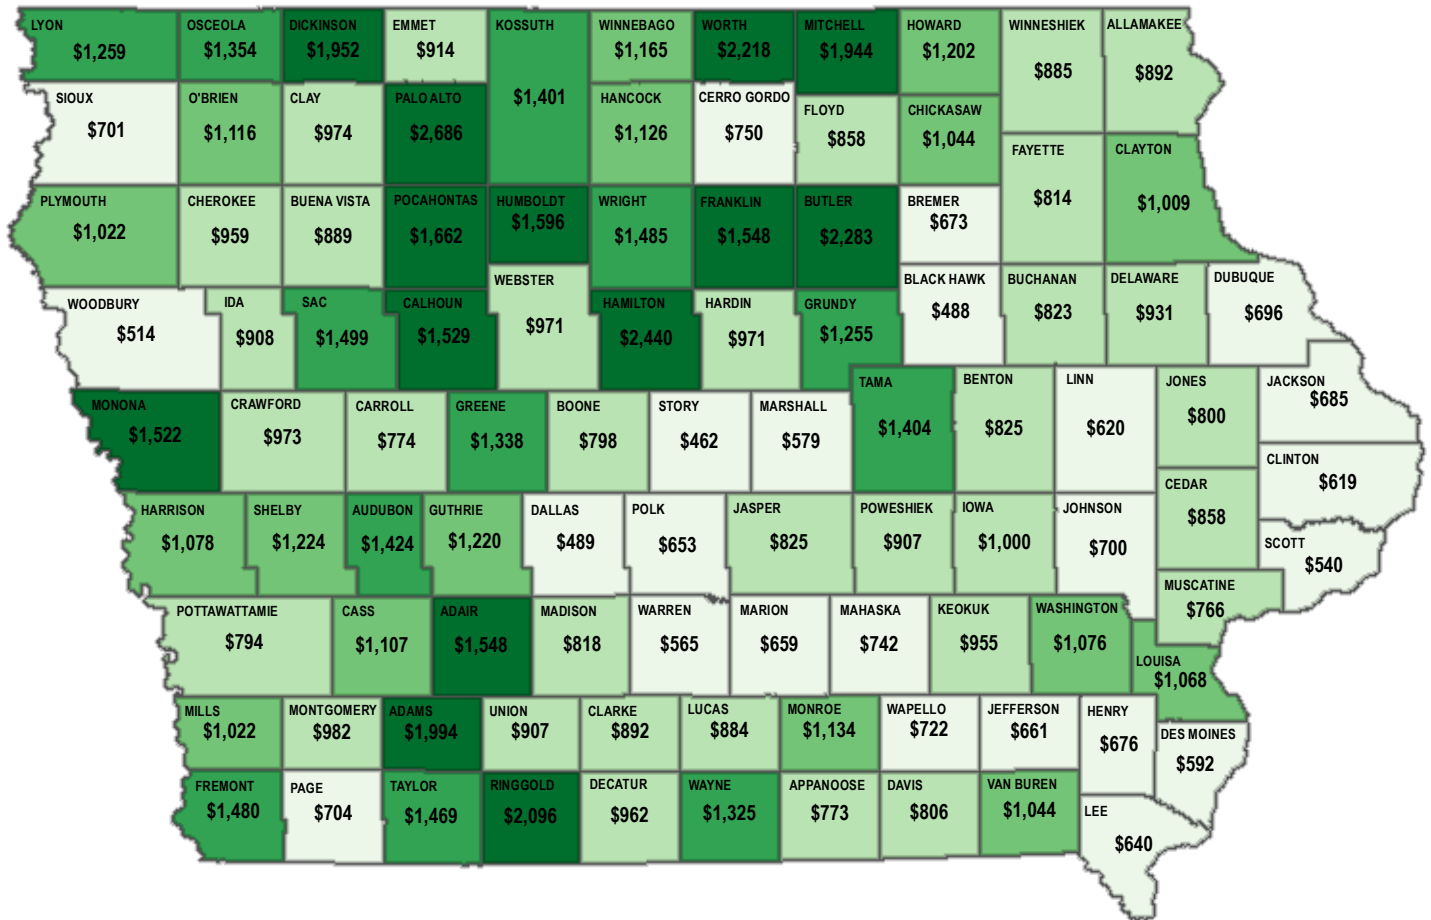 LYON
$1,259
OSCEOLA
$1,354
DICKINSON
$1,952
EMMET
$914
KOSSUTH
$1,401
WINNEBAGO
$1,165
WORTH
$2,218
MITCHELL
$1,944
HOWARD
$1,202
WINNESHIEK
$885
ALLAMAKEE
$892
SIOUX
$701
O'BRIEN
$1,116
CLAY
$974
PALO ALTO
$2,686
HANCOCK
$1,126
CERRO GORDO
$750
FLOYD
$858
CHICKASAW
$1,044
FAYETTE
$814
CLAYTON
$1,009
PLYMOUTH
$1,022
CHEROKEE
$959
BUENA VISTA
$889
POCAHONTAS
$1,662
HUMBOLDT
$1,596
WRIGHT
$1,485
FRANKLIN
$1,548
BUTLER
$2,283
BREMER
$673
WOODBURY
$514
IDA
$908
SAC
$1,499
CALHOUN
$1,529
WEBSTER
$971
HAMILTON
$2,440
HARDIN
$971
GRUNDY
$1,255
BLACK HAWK
$488
BUCHANAN
$823
DELAWARE
$931
DUBUQUE
$696
MONONA
$1,522
CRAWFORD
$973
CARROLL
$774
GREENE
$1,338
BOONE
$798
STORY
$462
MARSHALL
$579
TAMA
$1,404
BENTON
$825
LINN
$620
JONES
$800
JACKSON
$685
CLINTON
$619
CEDAR
$858
HARRISON
$1,078
SHELBY
$1,224
AUDUBON
$1,424
GUTHRIE
$1,220
DALLAS
$489
POLK
$653
JASPER
$825
POWESHIEK
$907
IOWA
$1,000
JOHNSON
$700
SCOTT
$540
MUSCATINE
$766
POTTAWATTAMIE
$794
CASS
$1,107
ADAIR
$1,548
MADISON
$818
WARREN
$565
MARION
$659
MAHASKA
$742
KEOKUK
$955
WASHINGTON
$1,076
LOUISA
$1,068
MILLS
$1,022
MONTGOMERY
$982
ADAMS
$1,994
UNION
$907
CLARKE
$892
LUCAS
$884
MONROE
$1,134
WAPELLO
$722
JEFFERSON
$661
HENRY
$676
DES MOINES
$592
FREMONT
$1,480
PAGE
$704
TAYLOR
$1,469
RINGGOLD
$2,096
DECATUR
$962
WAYNE
$1,325
APPANOOSE
$773
DAVIS
$806
VAN BUREN
$1,044
LEE
$640